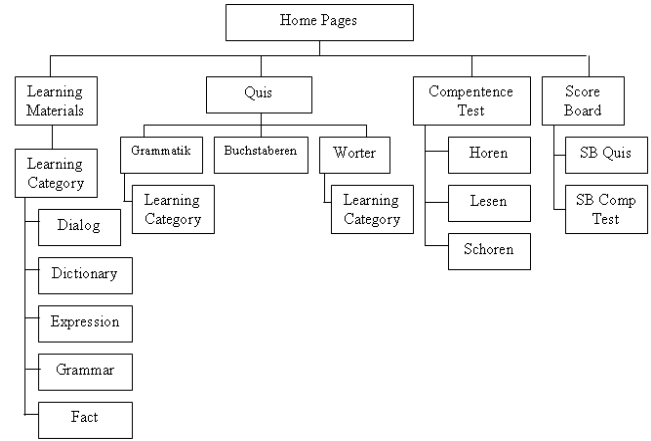 Home Pages
Learning
Materials
Quis
Compentence
Test
Score
Board
Learning
Category
Grammatik
Buchstaberen
Worter
Horen
SB Quis
Learning
Category
Learning
Category
Lesen
SB Comp
Test
Dialog
Schoren
Dictionary
Expression
Grammar
Fact